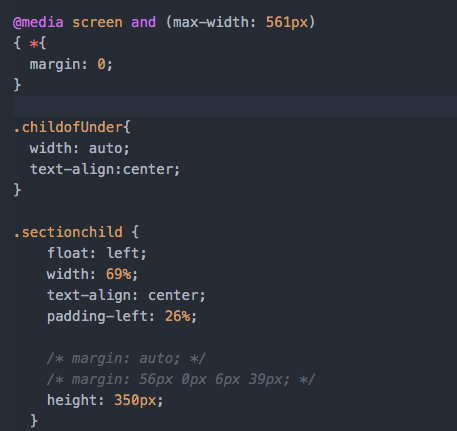 @media screen and (max-width: 561px)
{ *{
  margin: 0;
}

.childofUnder{
  width: auto;
  text-align:center;
}

.sectionchild {
    float: left;
    width: 69%;
    text-align: center;
    padding-left: 26%;

    /* margin: auto; */
    /* margin: 56px 0px 6px 39px; */
    height: 350px;
  }